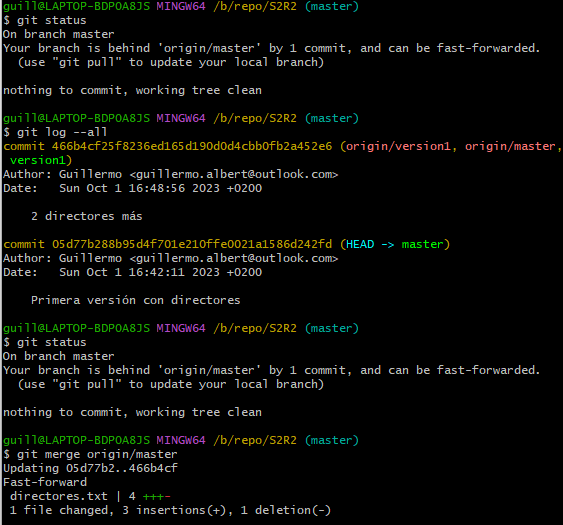 guill@LAPTOP-BDPOA8JS MINGW64 /b/repo/S2R2 (master)
$ git status
On branch master
Your branch is behind 'origin/master' by 1 commit, and can be fast-forwarded.
  (use "git pull" to update your local branch)

nothing to commit, working tree clean

guill@LAPTOP-BDPOA8JS MINGW64 /b/repo/S2R2 (master)
$ git log --all
commit 466b4cf25f8236ed165d190d0d4cbb0fb2a452e6 (origin/version1, origin/master,
 version1)
Author: Guillermo <guillermo.albert@outlook.com>
Date:   Sun Oct 1 16:48:56 2023 +0200

    2 directores más

commit 05d77b288b95d4f701e210ffe0021a1586d242fd (HEAD -> master)
Author: Guillermo <guillermo.albert@outlook.com>
Date:   Sun Oct 1 16:42:11 2023 +0200

    Primera versión con directores

guill@LAPTOP-BDPOA8JS MINGW64 /b/repo/S2R2 (master)
$ git status
On branch master
Your branch is behind 'origin/master' by 1 commit, and can be fast-forwarded.
  (use "git pull" to update your local branch)

nothing to commit, working tree clean

guill@LAPTOP-BDPOA8JS MINGW64 /b/repo/S2R2 (master)
$ git merge origin/master
Updating 05d77b2..466b4cf
Fast-forward
 directores.txt | 4 +++-
 1 file changed, 3 insertions(+), 1 deletion(-)